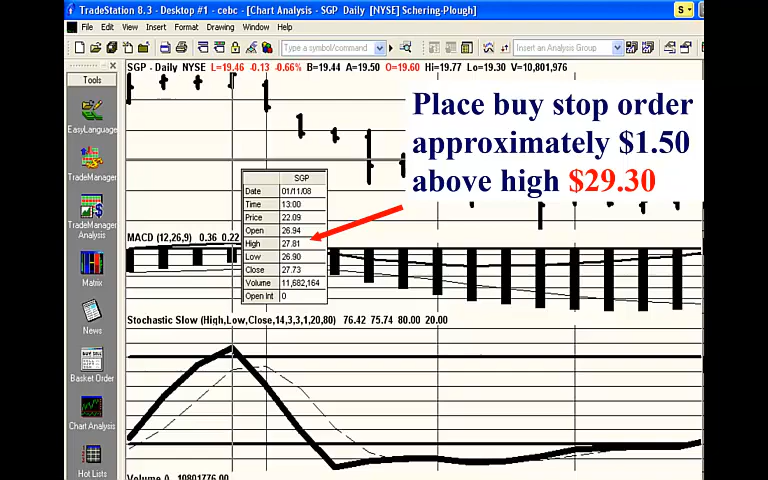 TradeStation 8.3 - Desktop #1 - cebc - [Chart Analysis - SGP Daily [NYSE] Schering-Plough]
S
File Edit View Insert Format Drawing Window Help
Type a symbol/command
Insert an Analysis Group
Tools
EasyLanguage
TradeManager
TradeManager
Analysis
Matrix
News
BUY SELL
Basket Order
Chart Analysis
Hot Lists
SGP - Daily NYSE L=19.46 -0.13 -0.66% B=19.44 A=19.50 O=19.60 Hi=19.77 Lo=19.30 V=10,801,976
Place buy stop order
approximately $1.50
above high $29.30
SGP
Date 01/11/08
Time 13:00
Price 22.09
Open 26.94
High 27.81
Low 26.90
Close 27.73
Volume 11,682,164
Open Int 0
MACD (12,26,9) 0.36 0.22
Stochastic Slow (High,Low,Close,14,3,3,1,20,80) 76.42 75.74 80.00 20.00
Volume () 10801776.00